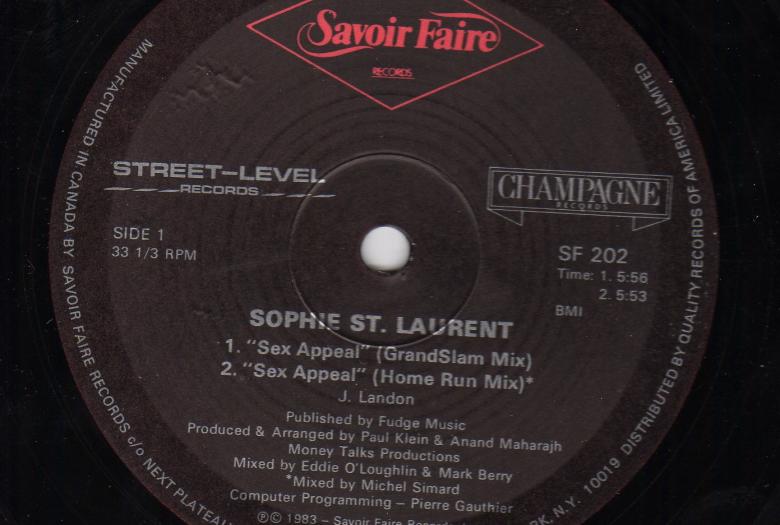 Savoir Faire
RECORDS
STREET-LEVEL
RECORDS
CHAMPAGNE
RECORDS
SIDE 1
33 1/3 RPM
SF 202
Time: 1. 5:56
2. 5:53
BMI
SOPHIE ST. LAURENT
1. "Sex Appeal" (GrandSlam Mix)
2. "Sex Appeal" (Home Run Mix)*
J. Landon
Published by Fudge Music
Produced & Arranged by Paul Klein & Anand Maharajh
Money Talks Productions
Mixed by Eddie O'Loughlin & Mark Berry
*Mixed by Michel Simard
Computer Programming – Pierre Gauthier
℗© 1983 – Savoir Faire
MANUFACTURED IN CANADA BY SAVOIR FAIRE RECORDS c/o NEXT PLATEAU
N.Y. 10019 DISTRIBUTED BY QUALITY RECORDS OF AMERICA LIMITED